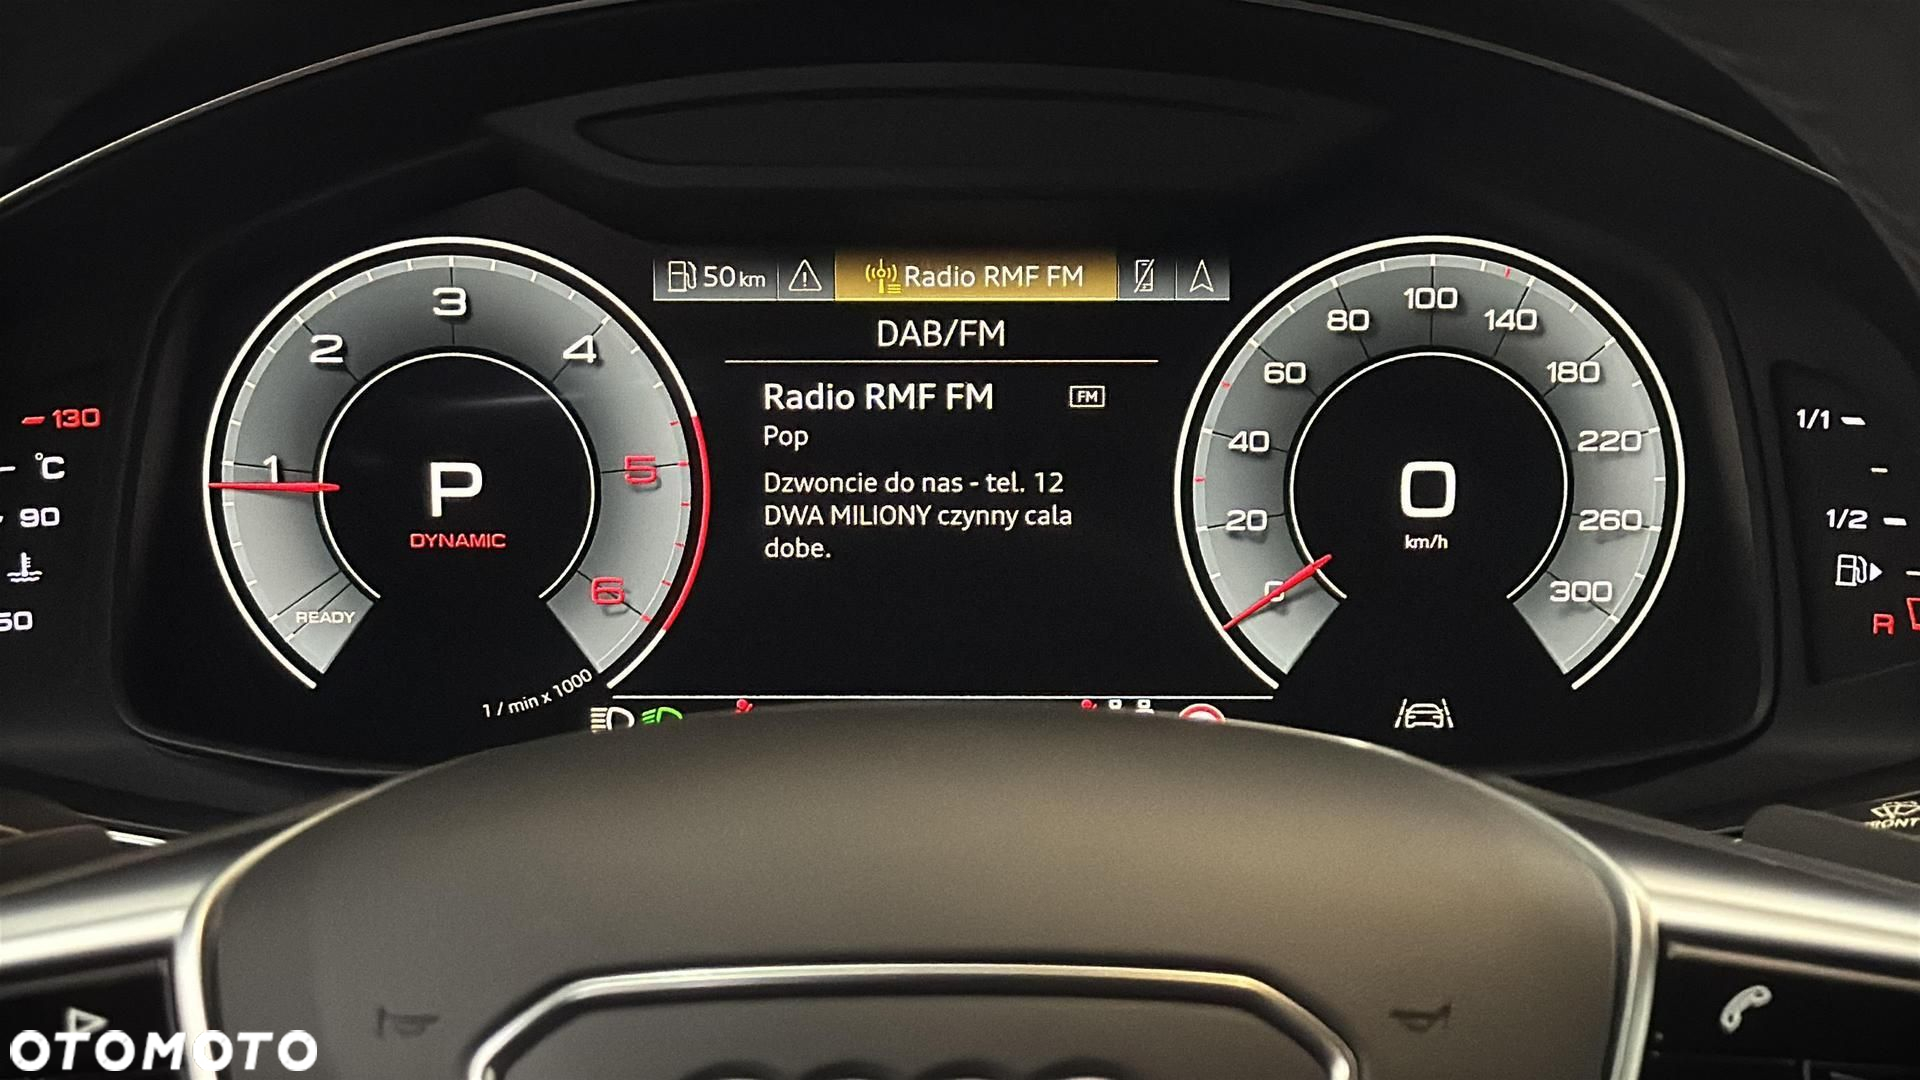 50 km
Radio RMF FM
DAB/FM
Radio RMF FM
FM
Pop
Dzwoncie do nas - tel. 12
DWA MILIONY czynny cala
dobe.
1
2
3
4
5
6
READY
1 / min x 1000
P
DYNAMIC
0
20
40
60
80
100
140
180
220
260
300
0
km/h
130
°C
90
1/1
1/2
R
OTOMOTO